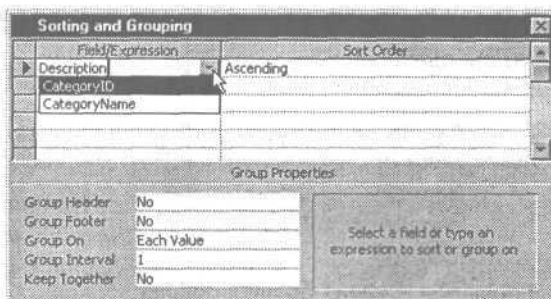 Sorting and Grouping
Field/Expression Sort Order
Description Ascending
CategoryID
CategoryName
Group Properties
Group Header No
Group Footer No
Group On Each Value
Group Interval 1
Keep Together No
Select a field or type an
expression to sort or group on